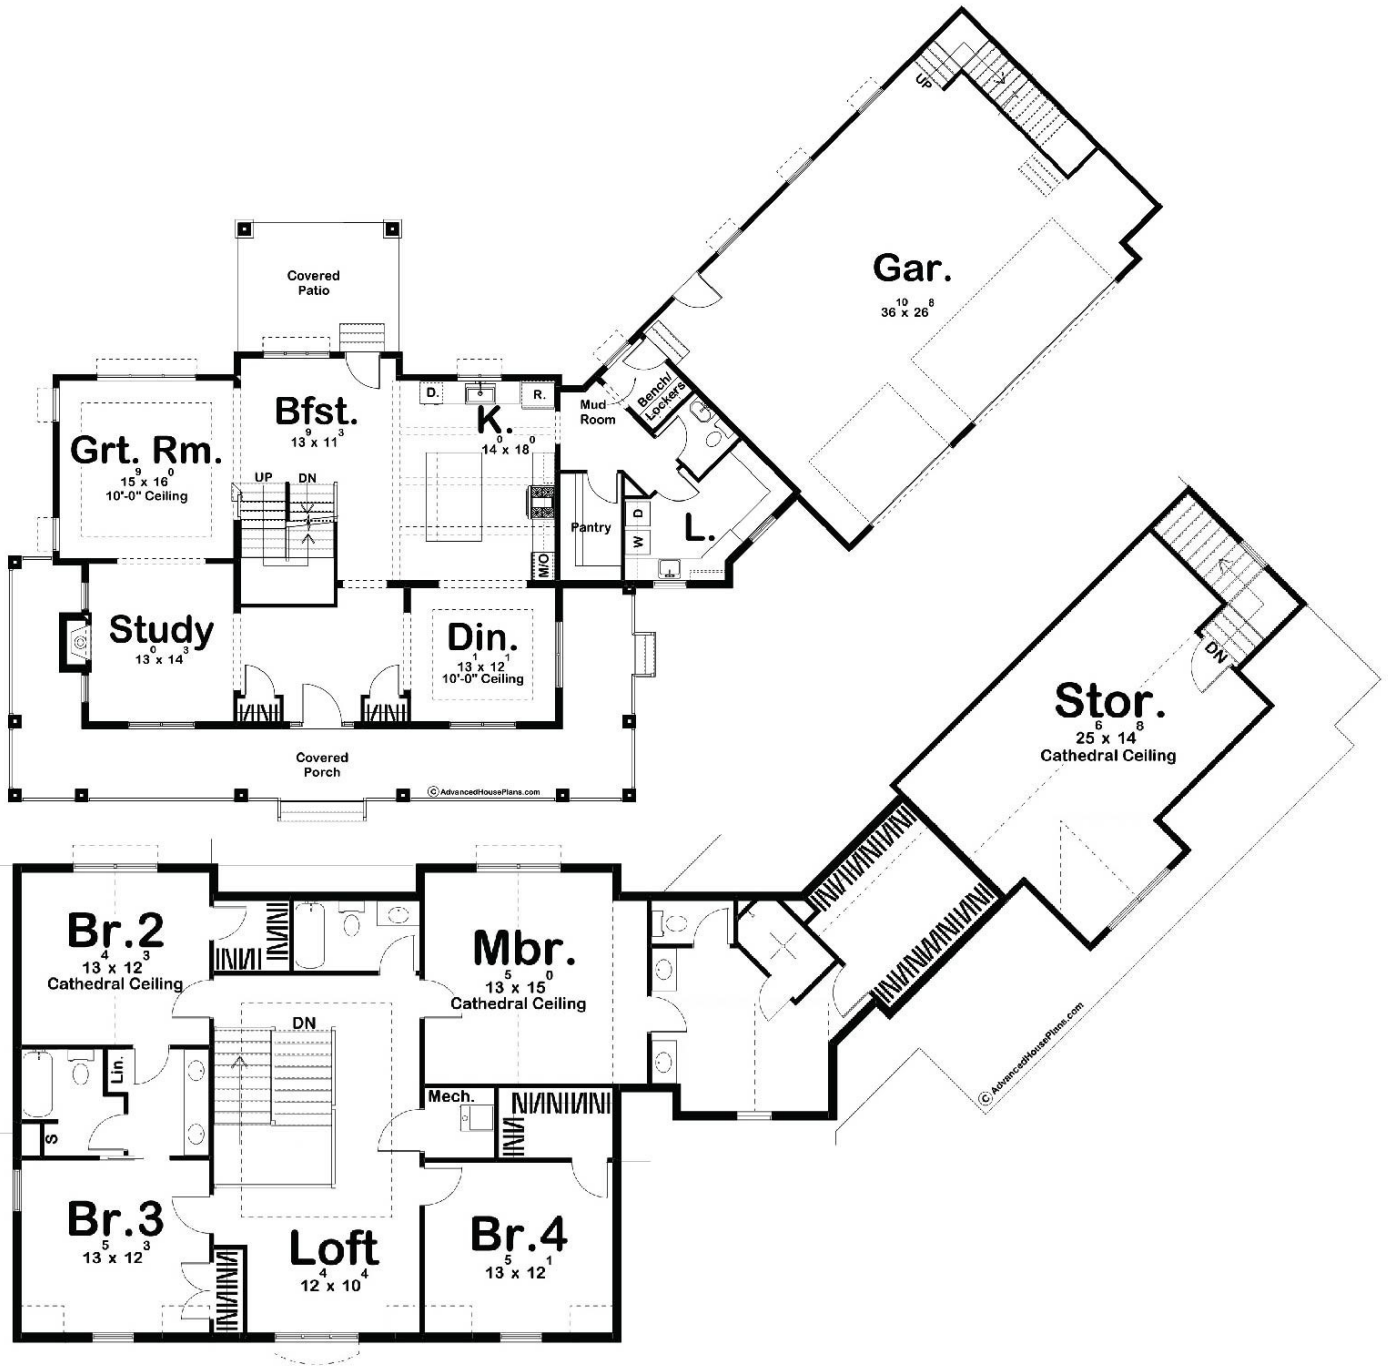 UP
Gar.
36¹⁰ x 26⁸
Covered
Patio
Bfst.
13⁹ x 11³
D.
R.
K.
14⁰ x 18⁰
Mud
Room
Bench/
Lockers
Grt. Rm.
15⁹ x 16⁰
10'-0" Ceiling
UP
DN
Pantry
D
W
L.
M/O
Study
13⁰ x 14³
Din.
13¹ x 12¹
10'-0" Ceiling
Covered
Porch
© AdvancedHousePlans.com
DN
Stor.
25⁶ x 14⁸
Cathedral Ceiling
Br.2
13⁴ x 12³
Cathedral Ceiling
Mbr.
13⁵ x 15⁰
Cathedral Ceiling
DN
Lin.
S
Mech.
Br.3
13⁵ x 12³
Loft
12⁴ x 10⁴
Br.4
13⁵ x 12¹
© AdvancedHousePlans.com